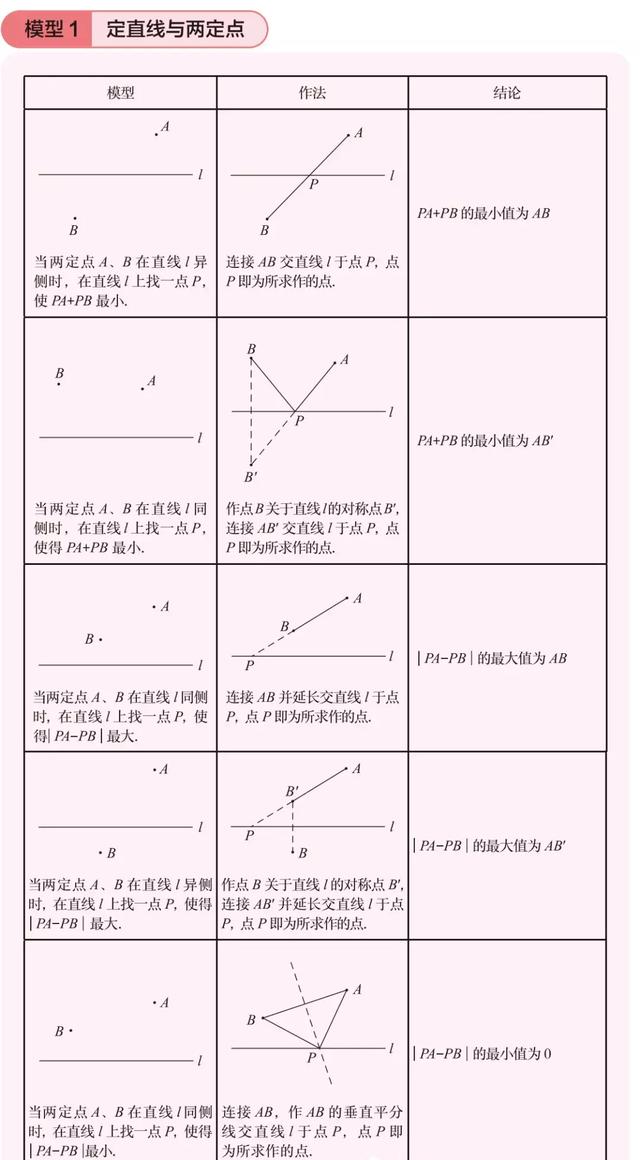 模型1 定直线与两定点
模型 作法 结论
A
l
B
当两定点 A、B 在直线 l 异
侧时，在直线 l 上找一点 P，
使 PA+PB 最小.
A
P
l
B
连接 AB 交直线 l 于点 P，点
P 即为所求作的点.
PA+PB 的最小值为 AB
B
A
l
当两定点 A、B 在直线 l 同
侧时，在直线 l 上找一点 P，
使得 PA+PB 最小.
B
A
l
P
B′
作点 B 关于直线 l 的对称点 B′，
连接 AB′ 交直线 l 于点 P，点
P 即为所求作的点.
PA+PB 的最小值为 AB′
A
B
l
当两定点 A、B 在直线 l 同侧
时，在直线 l 上找一点 P，使
得|PA-PB|最大.
A
B
l
P
连接 AB 并延长交直线 l 于点
P，点 P 即为所求作的点.
|PA-PB|的最大值为 AB
A
l
B
当两定点 A、B 在直线 l 异侧
时，在直线 l 上找一点 P，使得
|PA-PB|最大.
A
B′
l
P
B
作点 B 关于直线 l 的对称点 B′，
连接 AB′ 并延长交直线 l 于点
P，点 P 即为所求作的点.
|PA-PB|的最大值为 AB′
A
B
l
当两定点 A、B 在直线 l 同侧
时，在直线 l 上找一点 P，使得
|PA-PB|最小.
A
B
l
P
连接 AB，作 AB 的垂直平分
线交直线 l 于点 P，点 P 即
为所求作的点.
|PA-PB|的最小值为 0